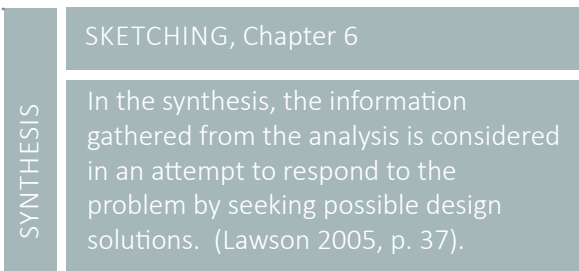 SYNTHESIS
SKETCHING, Chapter 6
In the synthesis, the information
gathered from the analysis is considered
in an attempt to respond to the
problem by seeking possible design
solutions.  (Lawson 2005, p. 37).